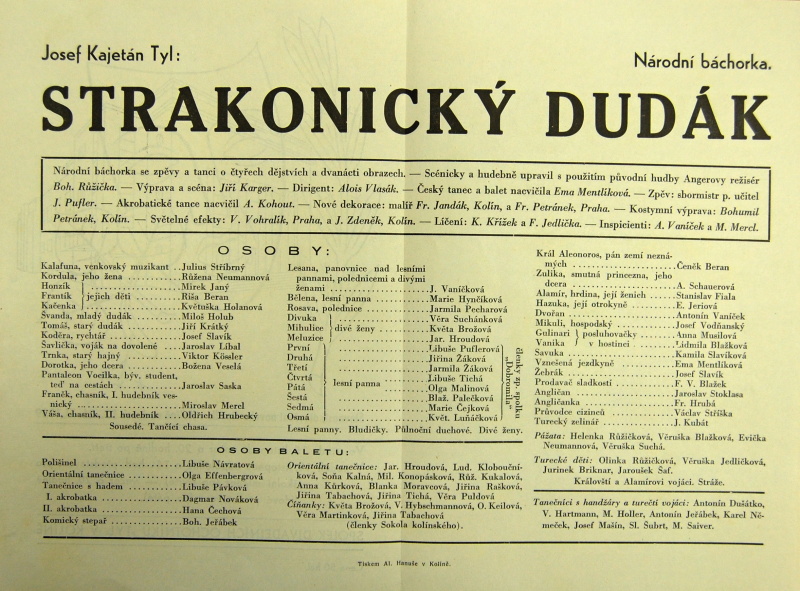 Josef Kajetán Tyl:
Národní báchorka.
STRAKONICKÝ DUDÁK
Národní báchorka se zpěvy a tanci o čtyřech dějstvích a dvanácti obrazech. — Scénicky a hudebně upravil s použitím původní hudby Angerovy režisér
Boh. Růžička. — Výprava a scéna: Jiří Karger. — Dirigent: Alois Vlasák. — Český tanec a balet nacvičila Ema Mentlíková. — Zpěv: sbormistr p. učitel
J. Pufler. — Akrobatické tance nacvičil A. Kohout. — Nové dekorace: malíř Fr. Jandák, Kolín, a Fr. Petránek, Praha. — Kostymní výprava: Bohumil
Petránek, Kolín. — Světelné efekty: V. Vohralík, Praha, a J. Zdeněk, Kolín. — Líčení: K. Křížek a F. Jedlička. — Inspicienti: A. Vaníček a M. Mercl.
OSOBY:
Kalafuna, venkovský muzikant .. Julius Stříbrný
Kordula, jeho žena ........... Růžena Neumannová
Honzík Mirek Janý
Frantík jejich děti .......... Riša Beran
Kačenka Květuška Holanová
Švanda, mladý dudák .......... Miloš Holub
Tomáš, starý dudák ........... Jiří Krátký
Koděra, rychtář .............. Josef Slavík
Šavlička, voják na dovolené .. Jaroslav Líbal
Trnka, starý hajný ........... Viktor Kössler
Dorotka, jeho dcera .......... Božena Veselá
Pantaleon Vocilka, býv. student,
teď na cestách ............... Jaroslav Saska
Franěk, chasník, I. hudebník vesnický
.............................. Miroslav Mercl
Váša, chasník, II. hudebník .. Oldřich Hrubecký
Sousedé. Tančící chasa.
Lesana, panovnice nad lesními
pannami, polednicemi a divými
ženami ....................... J. Vaníčková
Bělena, lesní panna .......... Marie Hynčíková
Rosava, polednice ............ Jarmila Pecharová
Divuka Věra Suchánková
Mihulice divé ženy ........... Květa Brožová
Meluzice Jar. Hroudová
První Libuše Puflerová
Druhá Jiřina Žáková
Třetí Jarmila Žáková
Čtvrtá Libuše Tichá
Pátá lesní panna ............. Olga Malinová
Šestá Blaž. Palečková
Sedmá Marie Čejková
Osmá Květ. Luňáčková
členky zp. spolku
„Dobromila"
Lesní panny. Bludičky. Půlnoční duchové. Divé ženy.
Král Alconoros, pán zemí neznámých
.............................. Čeněk Beran
Zulika, smutná princezna, jeho
dcera ........................ A. Schauerová
Alamír, hrdina, její ženich .. Stanislav Fiala
Hazuka, její otrokyně ........ E. Jeriová
Dvořan ....................... Antonín Vaníček
Mikuli, hospodský ............ Josef Vodňanský
Gulinari posluhovačky ........ Anna Musilová
Vanika v hostinci ............ Lidmila Blažková
Savuka ....................... Kamila Slavíková
Vznešená jezdkyně ............ Ema Mentlíková
Žebrák ....................... Josef Slavík
Prodavač sladkostí ........... F. V. Blažek
Angličan ..................... Jaroslav Stoklasa
Angličanka ................... Fr. Hrubá
Průvodce cizinců ............. Václav Stříška
Turecký zelinář .............. J. Kubát
Pážata: Helenka Růžičková, Věruška Blažková, Evička
Neumannová, Věruška Suchá.
Turecké děti: Olinka Růžičková, Věruška Jedličková,
Jurinek Briknar, Jaroušek Šaf.
Královští a Alamírovi vojáci. Stráže.
Tanečníci s handžáry a turečtí vojáci: Antonín Dušátko,
V. Hartmann, M. Holler, Antonín Jeřábek, Karel Němeček,
Josef Mašín, Sl. Šubrt, M. Saiver.
OSOBY BALETU:
Polišinel .................... Libuše Návratová
Orientální tanečnice ......... Olga Effenbergrová
Tanečnice s hadem ............ Libuše Pávková
I. akrobatka ................. Dagmar Nováková
II. akrobatka ................ Hana Čechová
Komický stepař ............... Boh. Jeřábek
Orientální tanečnice: Jar. Hroudová, Lud. Kloboučníková,
Soňa Kalná, Mil. Konopásková, Růž. Kukalová,
Anna Kůrková, Blanka Moravcová, Jiřina Rašková,
Jiřina Tabachová, Jiřina Tichá, Věra Puldová
Číňanky: Květa Brožová, V. Hybschmannová, O. Keilová,
Věra Martinková, Jiřina Tabachová
(členky Sokola kolínského).
Tiskem Al. Hanuše v Kolíně.